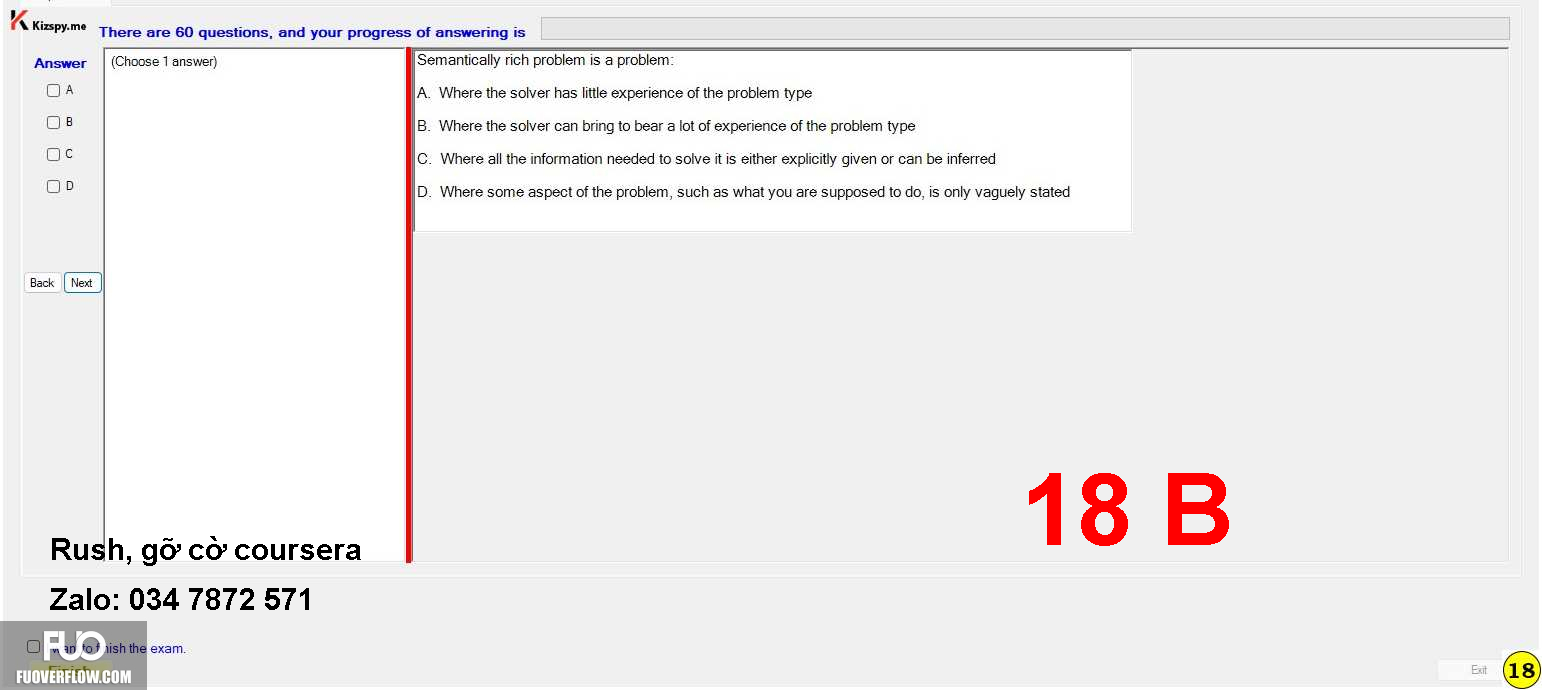 Kizspy.me
There are 60 questions, and your progress of answering is
Answer
(Choose 1 answer)
A
B
C
D
Back Next
Semantically rich problem is a problem:
A. Where the solver has little experience of the problem type
B. Where the solver can bring to bear a lot of experience of the problem type
C. Where all the information needed to solve it is either explicitly given or can be inferred
D. Where some aspect of the problem, such as what you are supposed to do, is only vaguely stated
18 B
Rush, gỡ cờ coursera
Zalo: 034 7872 571
want to finish the exam.
Finish
FUO
FUOVERFLOW.COM
Exit
18